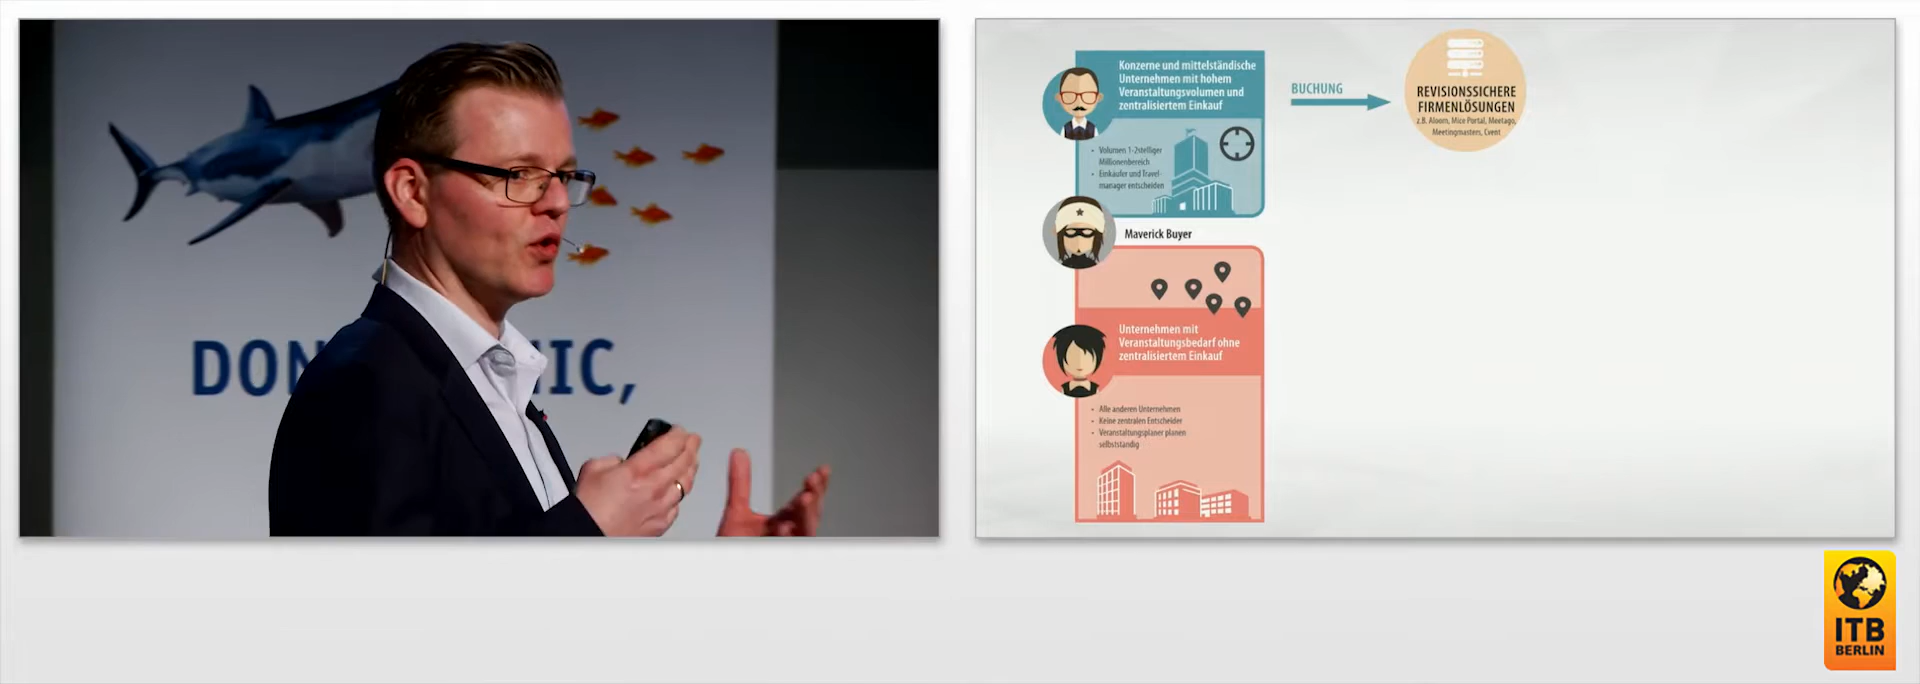 DON
IC,
Konzerne und mittelständische
Unternehmen mit hohem
Veranstaltungsvolumen und
zentralisiertem Einkauf
• Volumen 1-2stelliger
Millionenbereich
• Einkäufer und Travel-
manager entscheiden
BUCHUNG
REVISIONSSICHERE
FIRMENLÖSUNGEN
z.B. Aloom, Mice Portal, Meetago,
Meetingmasters, Cvent
Maverick Buyer
Unternehmen mit
Veranstaltungsbedarf ohne
zentralisiertem Einkauf
• Alle anderen Unternehmen
• Keine zentralen Entscheider
• Veranstaltungsplaner planen
selbstständig
ITB
BERLIN